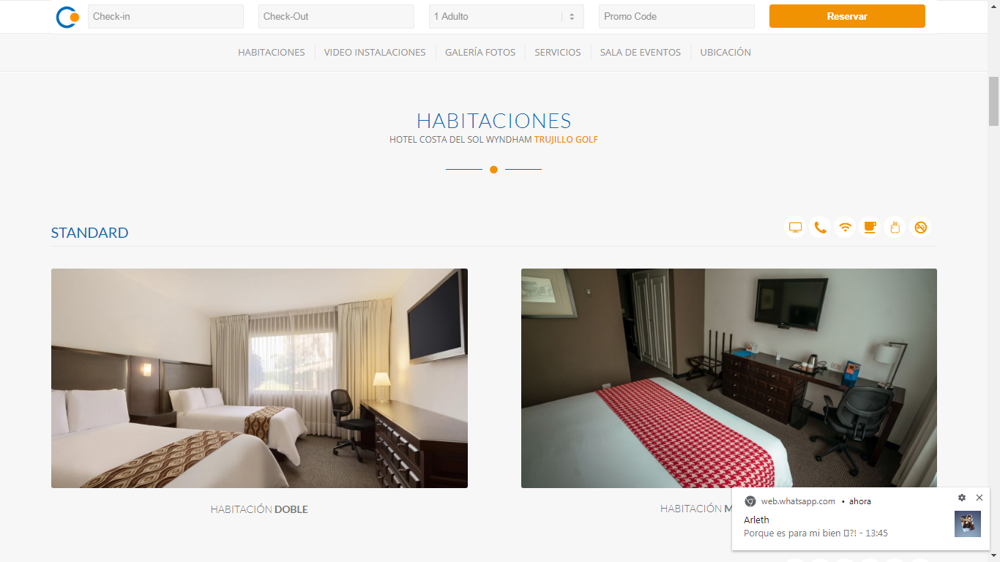 Check-in
Check-Out
1 Adulto
Promo Code
Reservar
HABITACIONES
VIDEO INSTALACIONES
GALERÍA FOTOS
SERVICIOS
SALA DE EVENTOS
UBICACIÓN
HABITACIONES
HOTEL COSTA DEL SOL WYNDHAM TRUJILLO GOLF
STANDARD
HABITACIÓN DOBLE
HABITACIÓN
web.whatsapp.com • ahora
Arleth
Porque es para mi bien ▯?! - 13:45